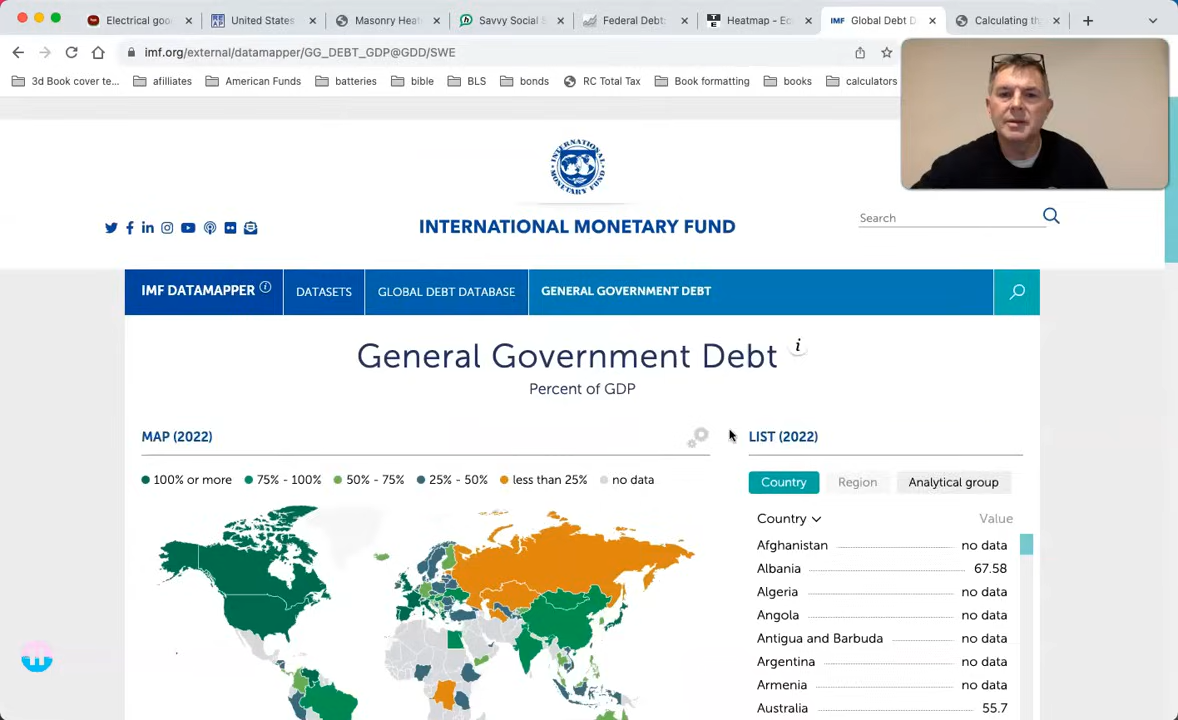 Electrical goo
United States
Masonry Heat
Savvy Social S
Federal Debt:
Heatmap - Ec
IMF Global Debt D
Calculating th
imf.org/external/datamapper/GG_DEBT_GDP@GDD/SWE
3d Book cover te...
afiiliates
American Funds
batteries
bible
BLS
bonds
RC Total Tax
Book formatting
books
calculators
INTERNATIONAL MONETARY FUND
Search
IMF DATAMAPPER
DATASETS
GLOBAL DEBT DATABASE
GENERAL GOVERNMENT DEBT
General Government Debt
Percent of GDP
MAP (2022)
100% or more
75% - 100%
50% - 75%
25% - 50%
less than 25%
no data
LIST (2022)
Country
Region
Analytical group
Country Value
Afghanistan no data
Albania 67.58
Algeria no data
Angola no data
Antigua and Barbuda no data
Argentina no data
Armenia no data
Australia 55.7